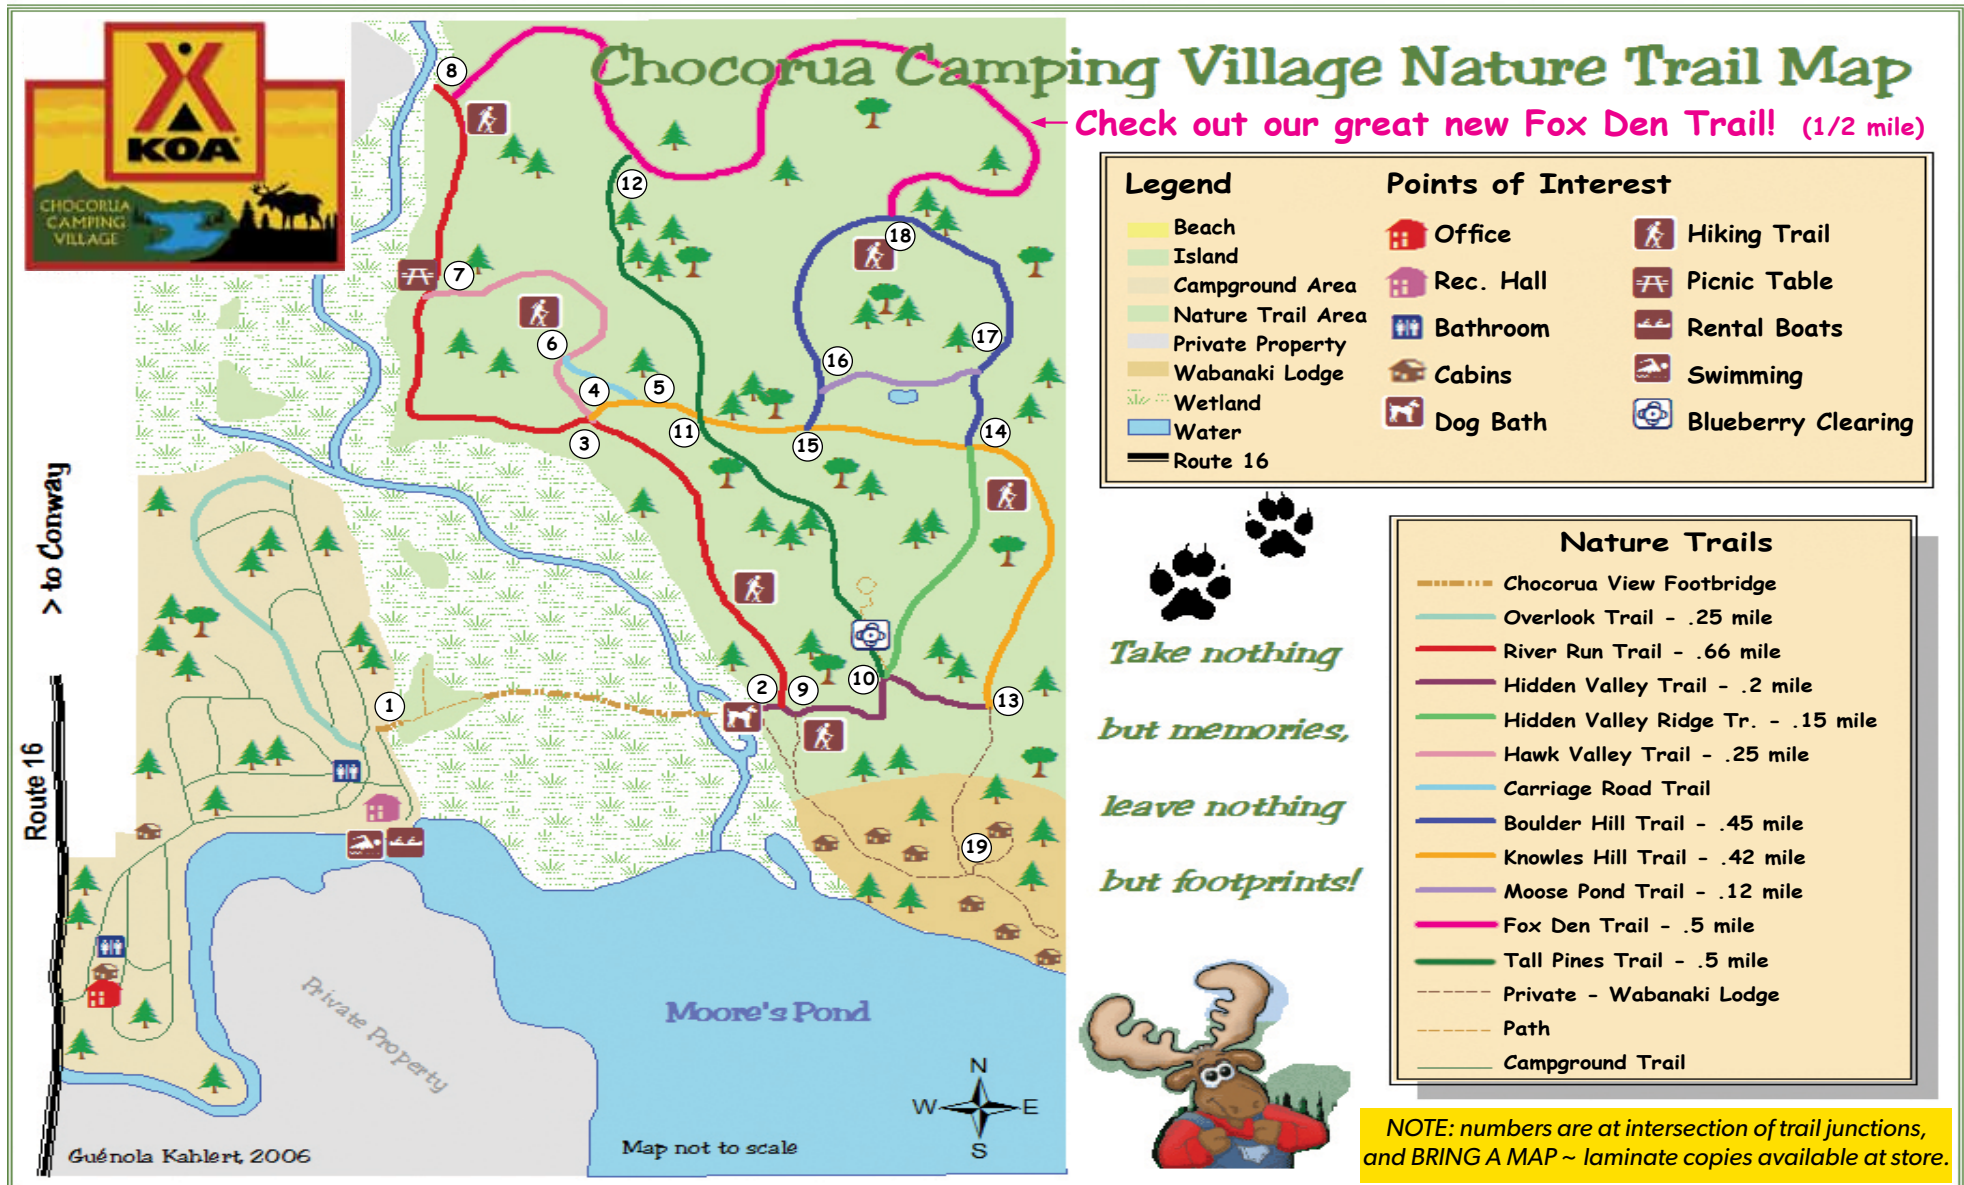 KOA®
CHOCORUA
CAMPING
VILLAGE
Chocorua Camping Village Nature Trail Map
Check out our great new Fox Den Trail! (1/2 mile)
Legend
Beach
Island
Campground Area
Nature Trail Area
Private Property
Wabanaki Lodge
Wetland
Water
Route 16
Points of Interest
Office
Rec. Hall
Bathroom
Cabins
Dog Bath
Hiking Trail
Picnic Table
Rental Boats
Swimming
Blueberry Clearing
8
12
18
7
6
17
16
4
5
3
11
15
14
> to Conway
Route 16
1
2
9
10
13
19
Take nothing
but memories,
leave nothing
but footprints!
Nature Trails
Chocorua View Footbridge
Overlook Trail - .25 mile
River Run Trail - .66 mile
Hidden Valley Trail - .2 mile
Hidden Valley Ridge Tr. - .15 mile
Hawk Valley Trail - .25 mile
Carriage Road Trail
Boulder Hill Trail - .45 mile
Knowles Hill Trail - .42 mile
Moose Pond Trail - .12 mile
Fox Den Trail - .5 mile
Tall Pines Trail - .5 mile
Private - Wabanaki Lodge
Path
Campground Trail
Private Property
Moore's Pond
N
W E
S
Guénola Kahlert, 2006
Map not to scale
NOTE: numbers are at intersection of trail junctions,
and BRING A MAP ~ laminate copies available at store.